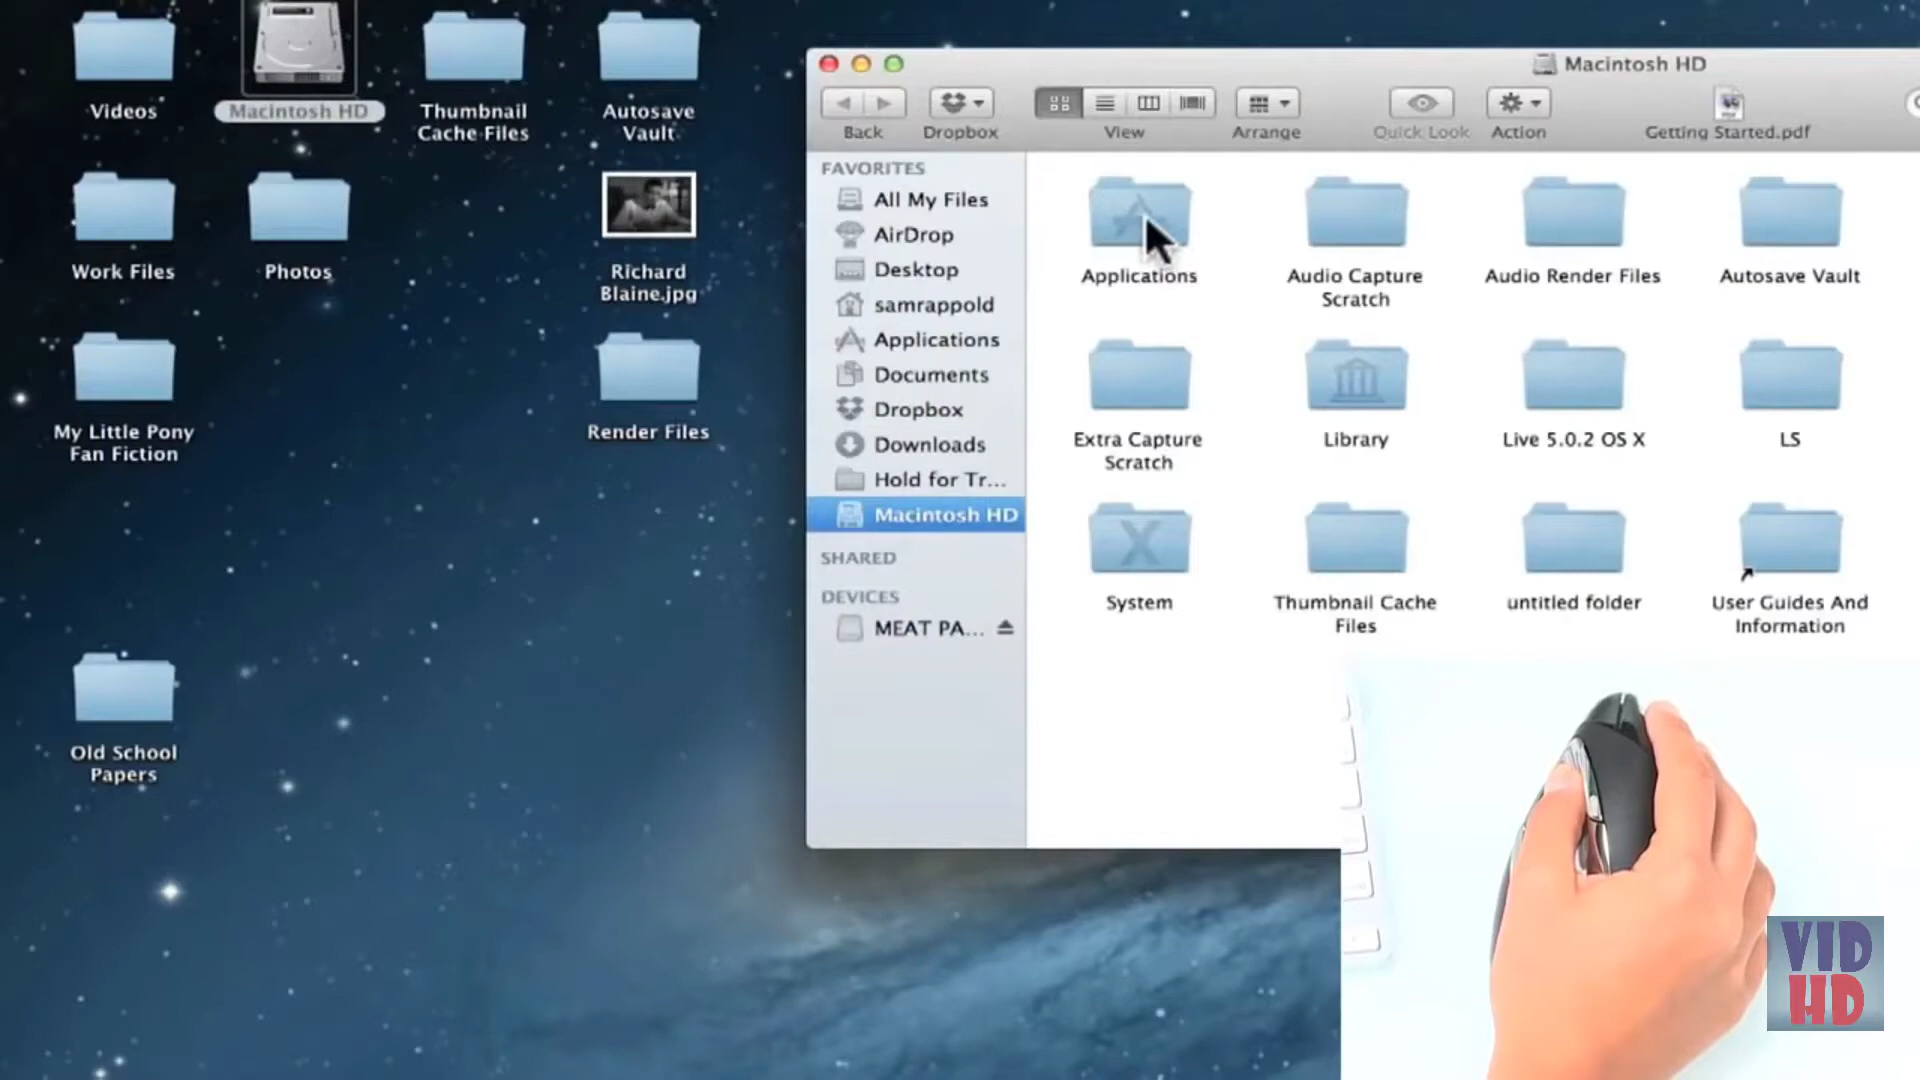 Videos
Macintosh HD
Thumbnail
Cache Files
Autosave
Vault
Work Files
Photos
Richard
Blaine.jpg
My Little Pony
Fan Fiction
Render Files
Old School
Papers
Macintosh HD
Back
Dropbox
View
Arrange
Quick Look
Action
Getting Started.pdf
FAVORITES
All My Files
AirDrop
Desktop
samrappold
Applications
Documents
Dropbox
Downloads
Hold for Tr...
Macintosh HD
SHARED
DEVICES
MEAT PA...
Applications
Audio Capture
Scratch
Audio Render Files
Autosave Vault
Extra Capture
Scratch
Library
Live 5.0.2 OS X
LS
System
Thumbnail Cache
Files
untitled folder
User Guides And
Information
VID
HD